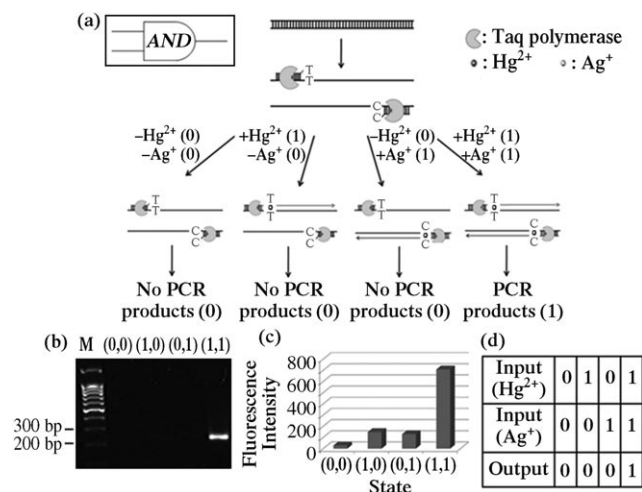 (a)
AND
: Taq polymerase
: Hg²⁺ : Ag⁺
T
T
C
C
–Hg²⁺ (0) +Hg²⁺ (1) –Hg²⁺ (0) +Hg²⁺ (1)
–Ag⁺ (0) –Ag⁺ (0) +Ag⁺ (1) +Ag⁺ (1)
T T T T
T T T T
C C C C
C C C C
No PCR No PCR No PCR PCR
products (0) products (0) products (0) products (1)
(b)
M (0,0) (1,0) (0,1) (1,1)
300 bp
200 bp
(c)
Fluorescence
Intensity
800
600
400
200
0
(0,0) (1,0) (0,1) (1,1)
State
(d)
Input
(Hg²⁺) 0 1 0 1
Input
(Ag⁺) 0 0 1 1
Output 0 0 0 1